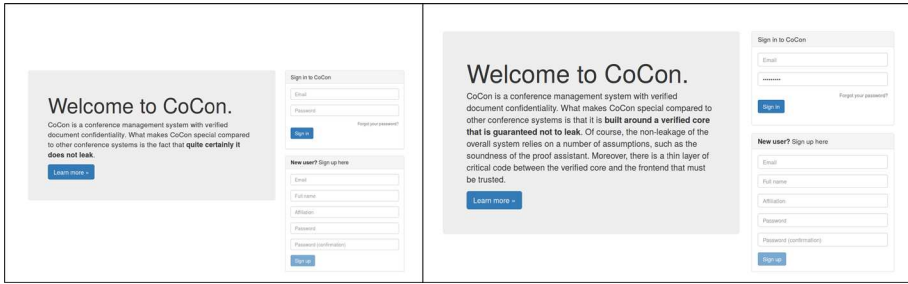 Welcome to CoCon.
CoCon is a conference management system with verified
document confidentiality. What makes CoCon special compared
to other conference systems is the fact that quite certainly it
does not leak.
Learn more »
Sign in to CoCon
Email
Password
Forgot your password?
Sign in
New user? Sign up here
Email
Full name
Affiliation
Password
Password (confirmation)
Sign up
Welcome to CoCon.
CoCon is a conference management system with verified
document confidentiality. What makes CoCon special compared to
other conference systems is that it is built around a verified core
that is guaranteed not to leak. Of course, the non-leakage of the
overall system relies on a number of assumptions, such as the
soundness of the proof assistant. Moreover, there is a thin layer of
critical code between the verified core and the frontend that must
be trusted.
Learn more »
Sign in to CoCon
Email
•••••••••
Forgot your password?
Sign in
New user? Sign up here
Email
Full name
Affiliation
Password
Password (confirmation)
Sign up